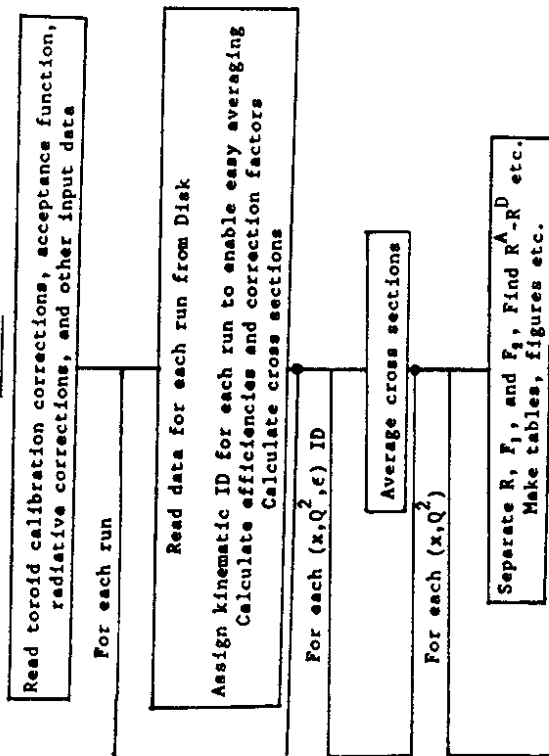 Read toroid calibration corrections, acceptance function,
radiative corrections, and other input data
For each run
Read data for each run from Disk
Assign kinematic ID for each run to enable easy averaging
Calculate efficiencies and correction factors
Calculate cross sections
For each (x,Q²,ϵ) ID
Average cross sections
For each (x,Q²)
Separate R, F₁, and F₂, Find Rᴬ-Rᴰ etc.
Make tables, figures etc.